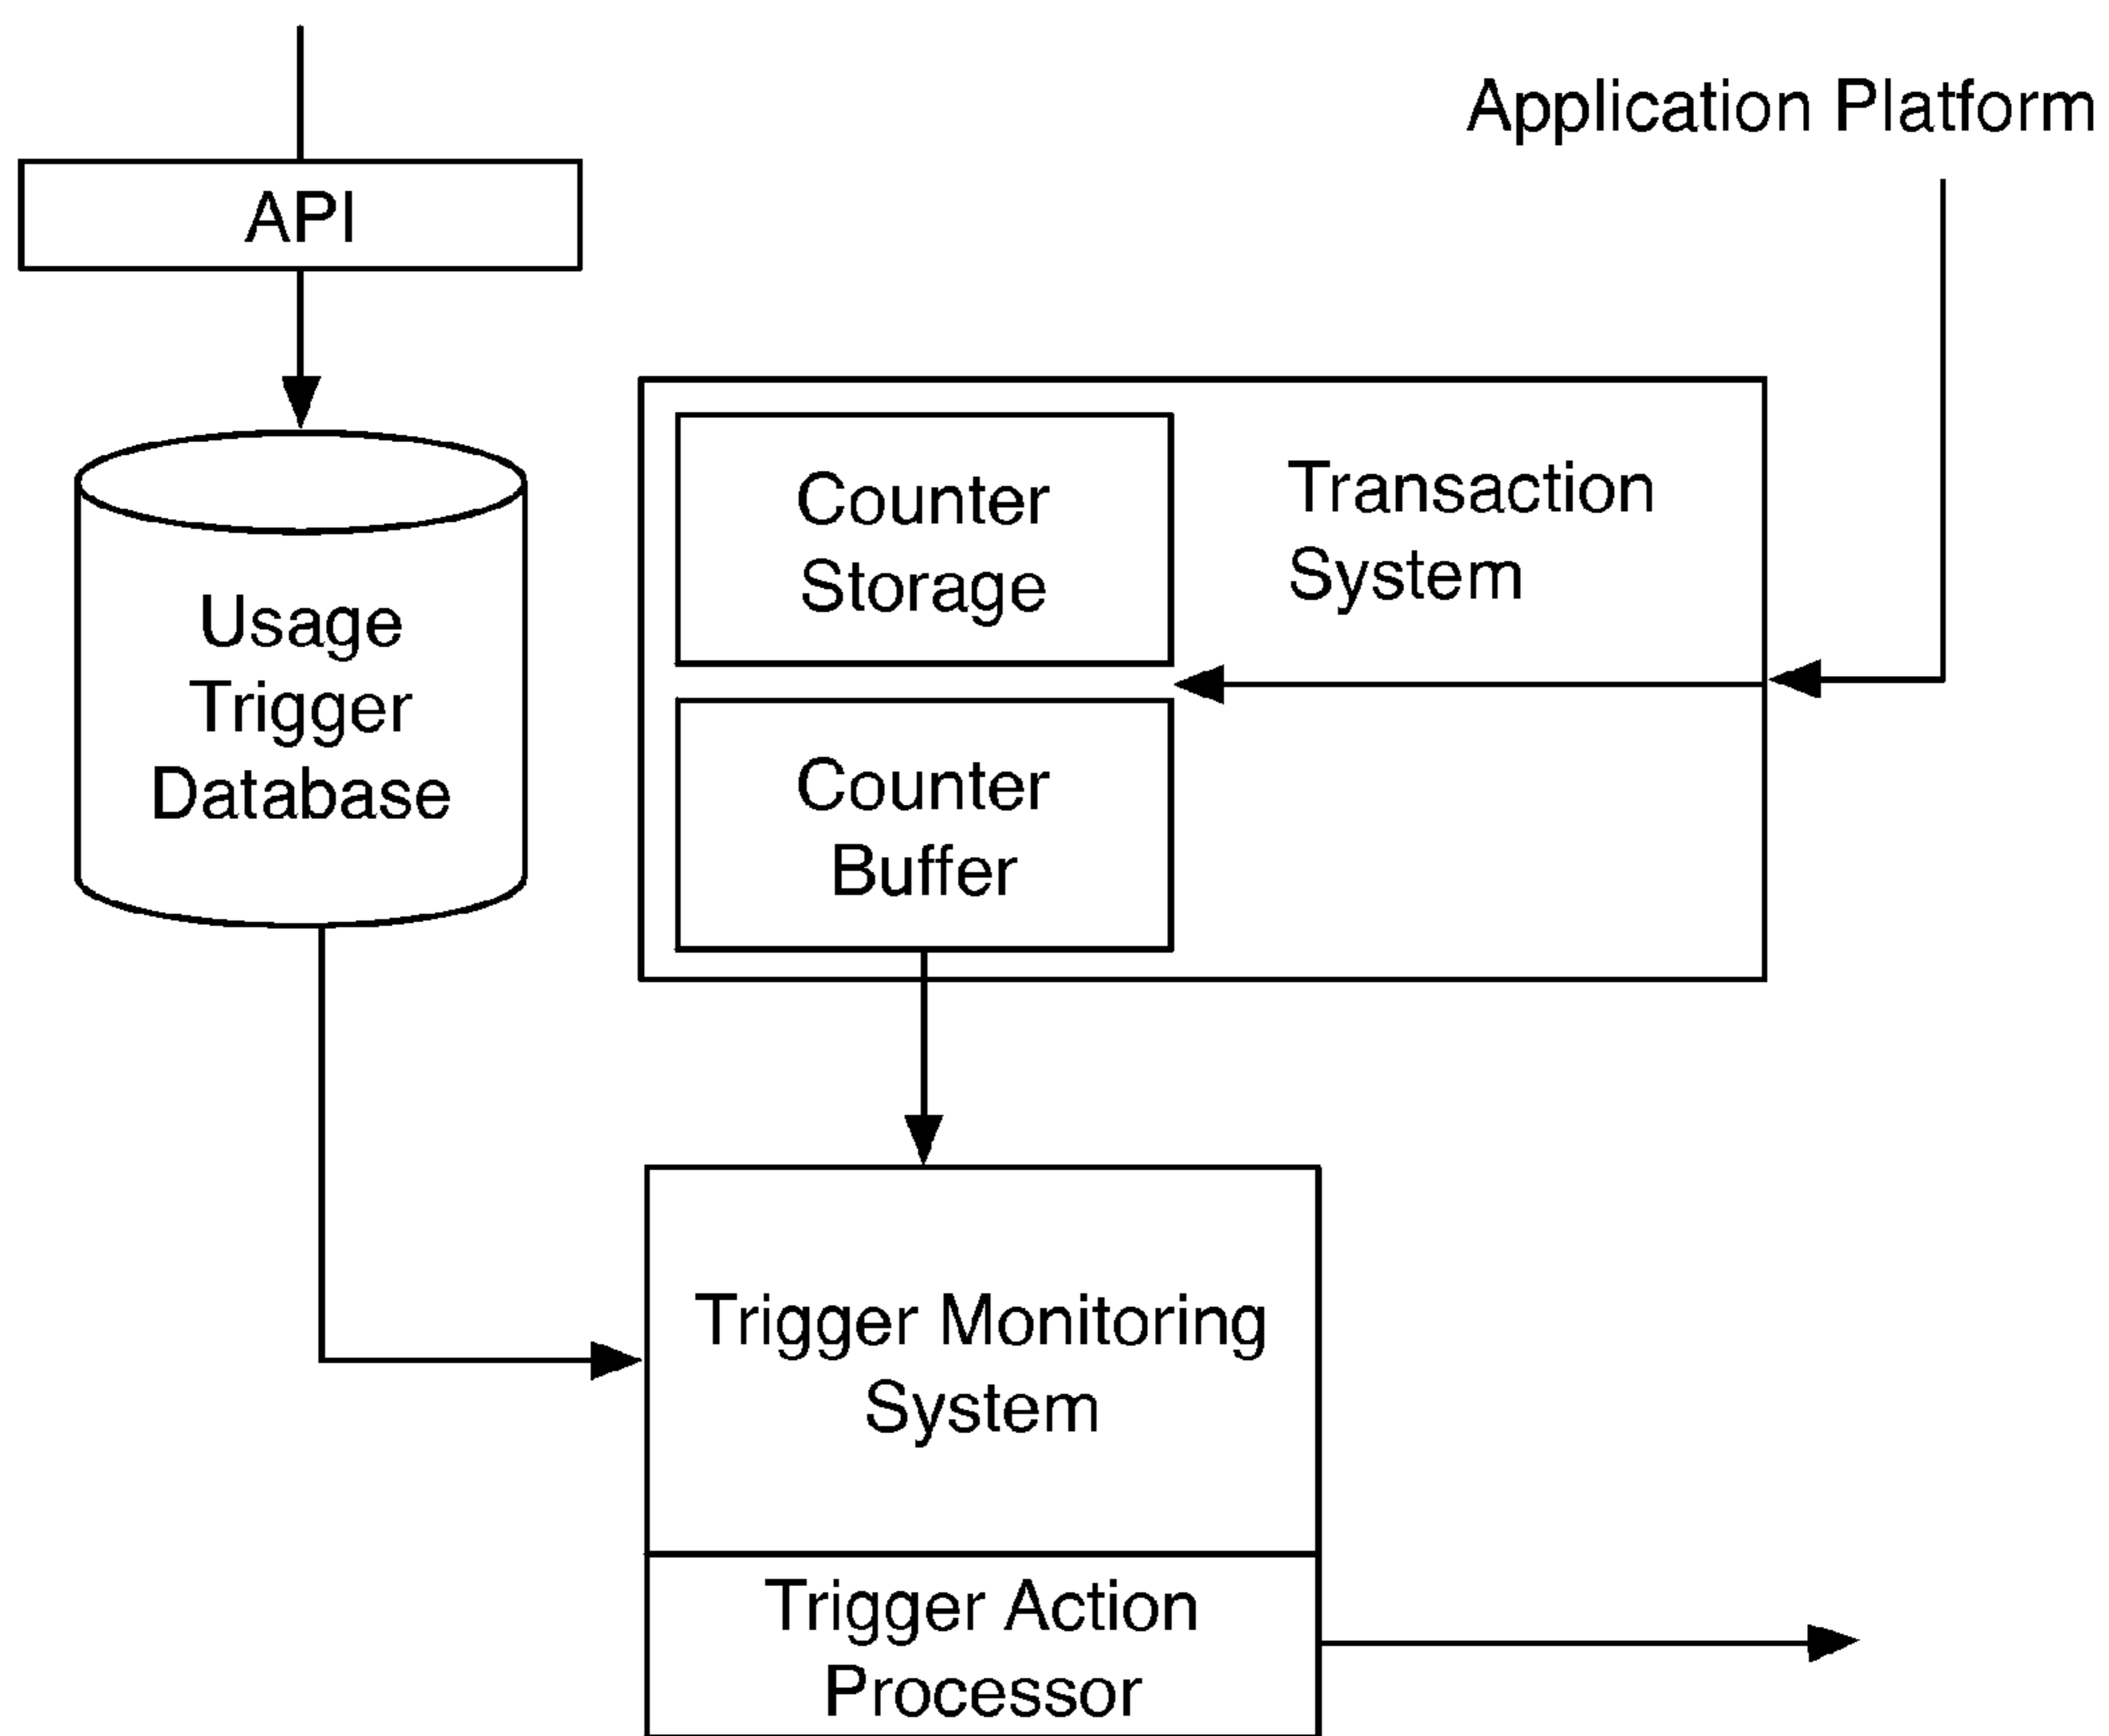 Application Platform
API
Counter
Storage
Transaction
System
Usage
Trigger
Database
Counter
Buffer
Trigger Monitoring
System
Trigger Action
Processor